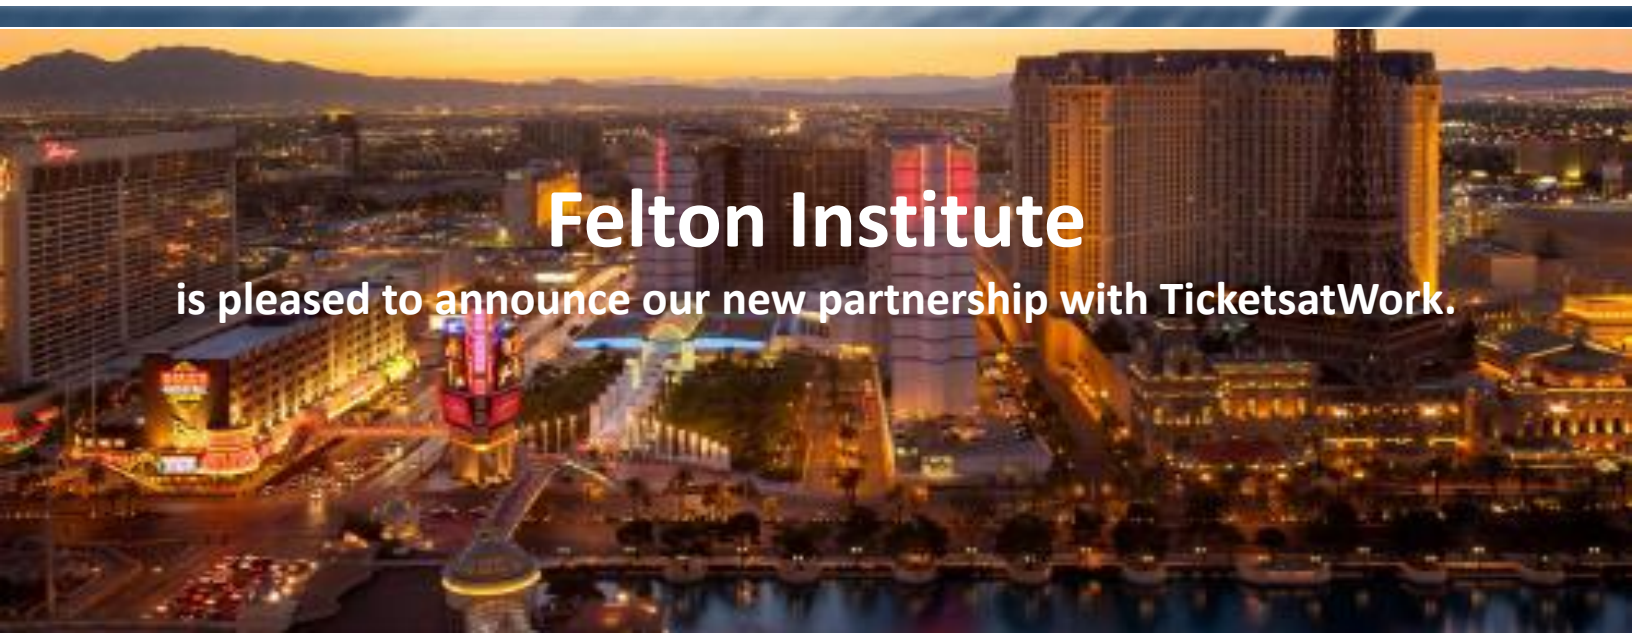 Felton Institute
is pleased to announce our new partnership with TicketsatWork.